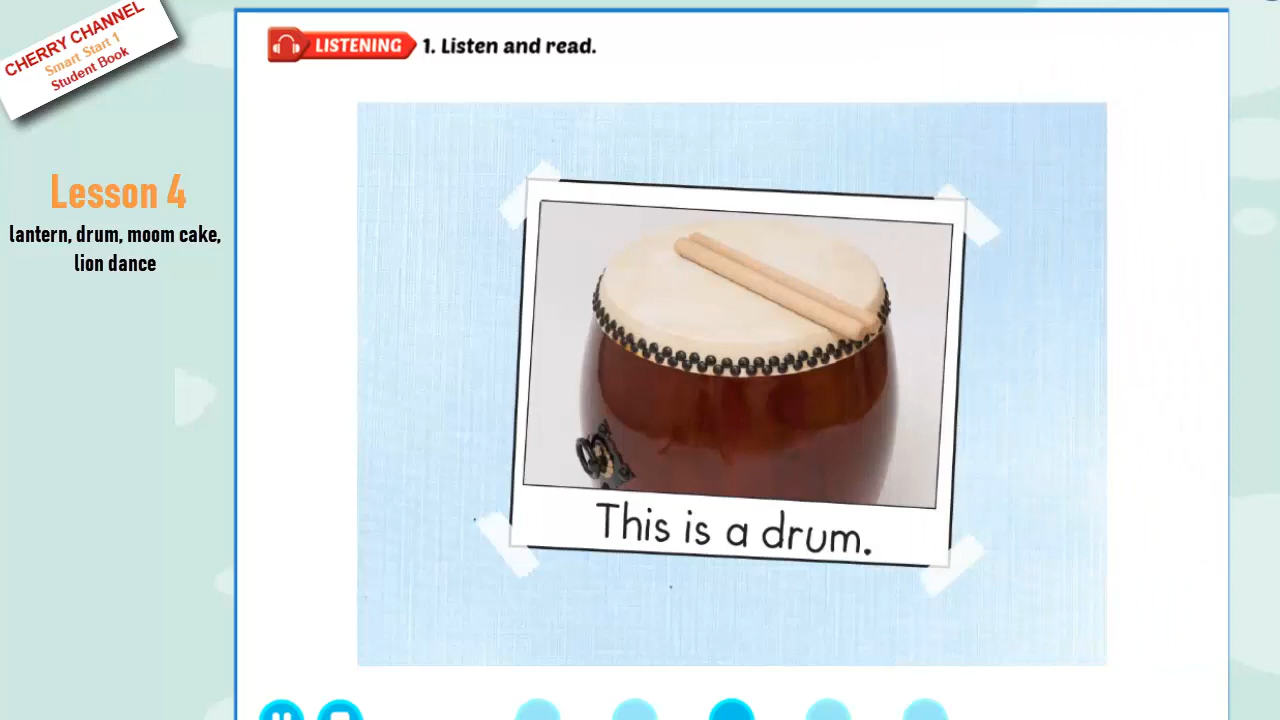 CHERRY CHANNEL
Smart Start 1
Student Book
LISTENING 1. Listen and read.
Lesson 4
lantern, drum, moom cake,
lion dance
This is a drum.